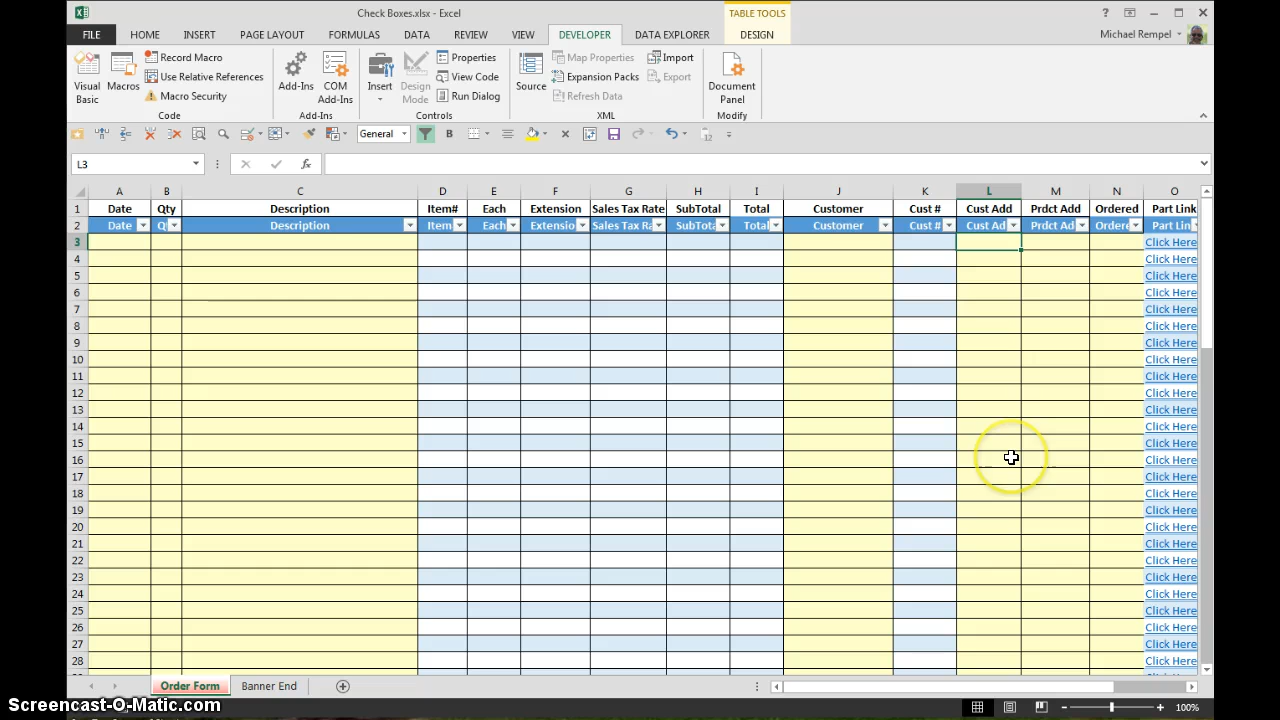 Check Boxes.xlsx - Excel
TABLE TOOLS
?
FILE HOME INSERT PAGE LAYOUT FORMULAS DATA REVIEW VIEW DEVELOPER DATA EXPLORER DESIGN Michael Rempel
Visual Basic
Macros
Record Macro
Use Relative References
Macro Security
Code
Add-Ins
COM Add-Ins
Add-Ins
Insert
Design Mode
Properties
View Code
Run Dialog
Controls
Source
Map Properties
Expansion Packs
Refresh Data
Import
Export
XML
Document Panel
Modify
General B
L3 fx
A B C D E F G H I J K L M N O
1 Date Qty Description Item# Each Extension Sales Tax Rate SubTotal Total Customer Cust # Cust Add Prdct Add Ordered Part Link
2 Date Q Description Item Each Extensio Sales Tax Ra SubTota Total Customer Cust # Cust Ad Prdct Ad Ordere Part Lin
3 Click Here
4 Click Here
5 Click Here
6 Click Here
7 Click Here
8 Click Here
9 Click Here
10 Click Here
11 Click Here
12 Click Here
13 Click Here
14 Click Here
15 Click Here
16 Click Here
17 Click Here
18 Click Here
19 Click Here
20 Click Here
21 Click Here
22 Click Here
23 Click Here
24 Click Here
25 Click Here
26 Click Here
27 Click Here
28 Click Here
Order Form Banner End
Screencast-O-Matic.com 100%